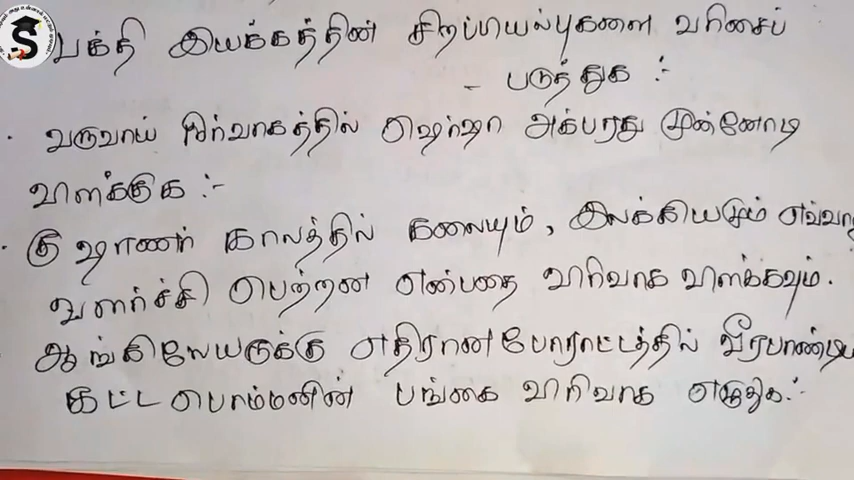 பக்தி இயக்கத்தின் சிறப்பியல்புகளை வரிசைப்
- படுத்துக :-
· வருவாய் நிர்வாகத்தில் ஷெர்ஷா அக்பரது முன்னோடி
விளக்குக :-
· குஷாணர் காலத்தில் கலையும், இலக்கியமும் எவ்வா
வளர்ச்சி பெற்றன என்பதை விரிவாக விளக்கவும்.
ஆங்கிலேயருக்கு எதிரான போராட்டத்தில் வீரபாண்டிய
கட்டபொம்மனின் பங்கை விரிவாக எழுதுக :-